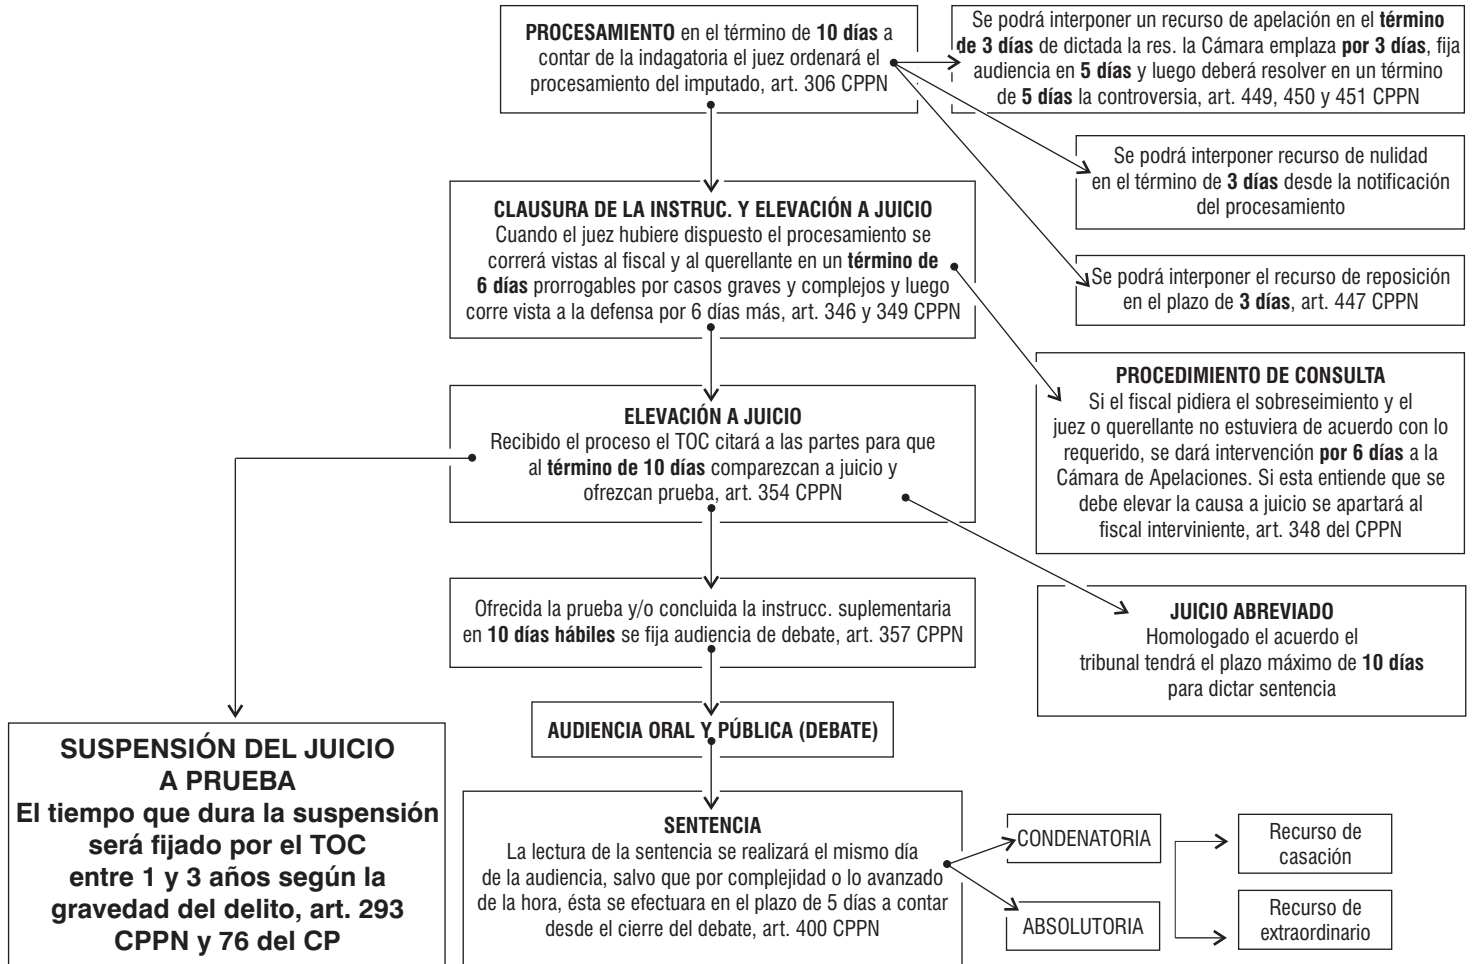 PROCESAMIENTO en el término de 10 días a
contar de la indagatoria el juez ordenará el
procesamiento del imputado, art. 306 CPPN
Se podrá interponer un recurso de apelación en el término
de 3 días de dictada la res. la Cámara emplaza por 3 días, fija
audiencia en 5 días y luego deberá resolver en un término
de 5 días la controversia, art. 449, 450 y 451 CPPN
Se podrá interponer recurso de nulidad
en el término de 3 días desde la notificación
del procesamiento
Se podrá interponer el recurso de reposición
en el plazo de 3 días, art. 447 CPPN
CLAUSURA DE LA INSTRUC. Y ELEVACIÓN A JUICIO
Cuando el juez hubiere dispuesto el procesamiento se
correrá vistas al fiscal y al querellante en un término de
6 días prorrogables por casos graves y complejos y luego
corre vista a la defensa por 6 días más, art. 346 y 349 CPPN
PROCEDIMIENTO DE CONSULTA
Si el fiscal pidiera el sobreseimiento y el
juez o querellante no estuviera de acuerdo con lo
requerido, se dará intervención por 6 días a la
Cámara de Apelaciones. Si esta entiende que se
debe elevar la causa a juicio se apartará al
fiscal interviniente, art. 348 del CPPN
ELEVACIÓN A JUICIO
Recibido el proceso el TOC citará a las partes para que
al término de 10 días comparezcan a juicio y
ofrezcan prueba, art. 354 CPPN
Ofrecida la prueba y/o concluida la instrucc. suplementaria
en 10 días hábiles se fija audiencia de debate, art. 357 CPPN
JUICIO ABREVIADO
Homologado el acuerdo el
tribunal tendrá el plazo máximo de 10 días
para dictar sentencia
AUDIENCIA ORAL Y PÚBLICA (DEBATE)
SUSPENSIÓN DEL JUICIO
A PRUEBA
El tiempo que dura la suspensión
será fijado por el TOC
entre 1 y 3 años según la
gravedad del delito, art. 293
CPPN y 76 del CP
SENTENCIA
La lectura de la sentencia se realizará el mismo día
de la audiencia, salvo que por complejidad o lo avanzado
de la hora, ésta se efectuara en el plazo de 5 días a contar
desde el cierre del debate, art. 400 CPPN
CONDENATORIA
ABSOLUTORIA
Recurso de
casación
Recurso de
extraordinario